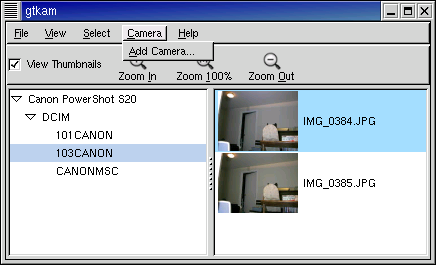 gtkam
File View Select Camera Help
Add Camera...
View Thumbnails Zoom In Zoom 100% Zoom Out
Canon PowerShot S20
DCIM
101CANON
103CANON
CANONMSC
IMG_0384.JPG
IMG_0385.JPG